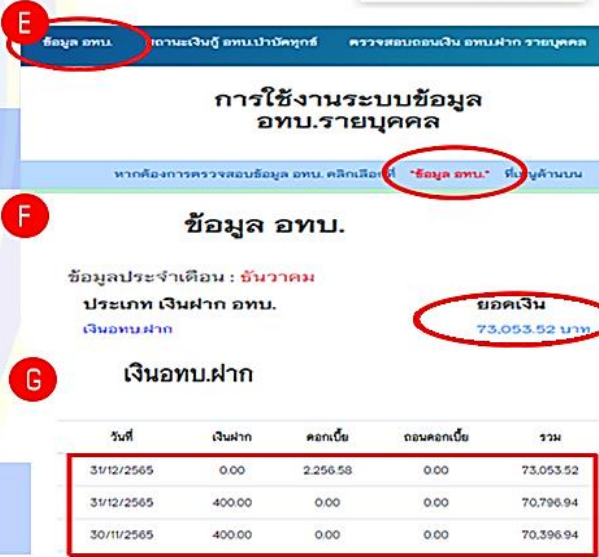 E
ข้อมูล อทบ. สถานะเงินกู้ อทบ.บำบัดทุกข์ ตรวจสอบถอนเงิน อทบ.ฝาก รายบุคคล
การใช้งานระบบข้อมูล
อทบ.รายบุคคล
หากต้องการตรวจสอบข้อมูล อทบ. คลิกเลือกที่ "ข้อมูล อทบ." ที่เมนูด้านบน
F
ข้อมูล อทบ.
ข้อมูลประจำเดือน : ธันวาคม
ประเภท เงินฝาก อทบ. ยอดเงิน
เงินอทบ.ฝาก 73,053.52 บาท
G
เงินอทบ.ฝาก
วันที่ เงินฝาก ดอกเบี้ย ถอนดอกเบี้ย รวม
31/12/2565 0.00 2,256.58 0.00 73,053.52
31/12/2565 400.00 0.00 0.00 70,796.94
30/11/2565 400.00 0.00 0.00 70,396.94